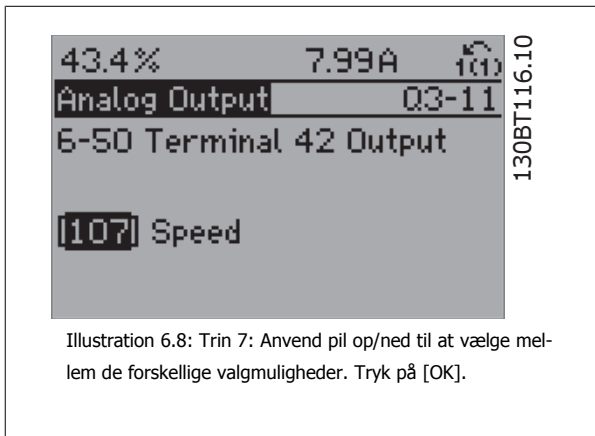 43.4% 7.99A 1(1)
Analog Output Q3-11
6-50 Terminal 42 Output
[107] Speed
130BT116.10
Illustration 6.8: Trin 7: Anvend pil op/ned til at vælge mel-
lem de forskellige valgmuligheder. Tryk på [OK].